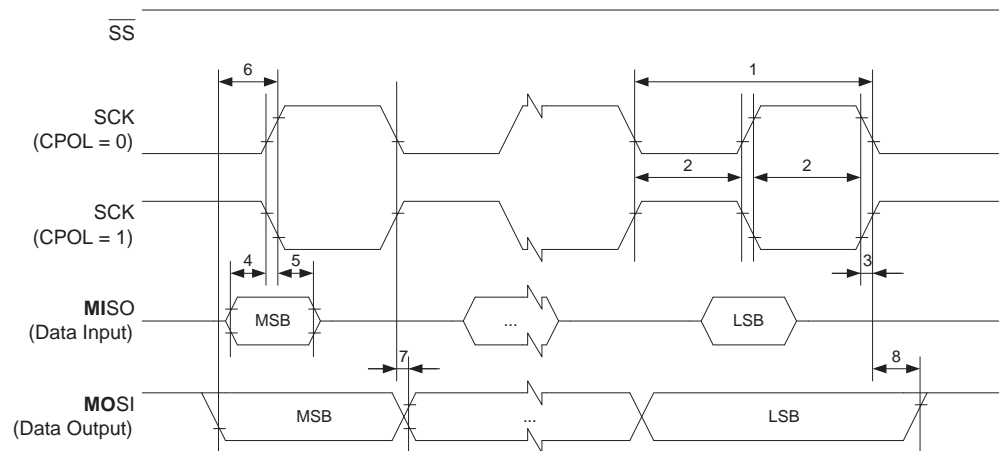 SS
6
1
SCK
(CPOL = 0)
2
2
SCK
(CPOL = 1)
4
5
3
MISO
(Data Input)
MSB
...
LSB
7
8
MOSI
(Data Output)
MSB
...
LSB